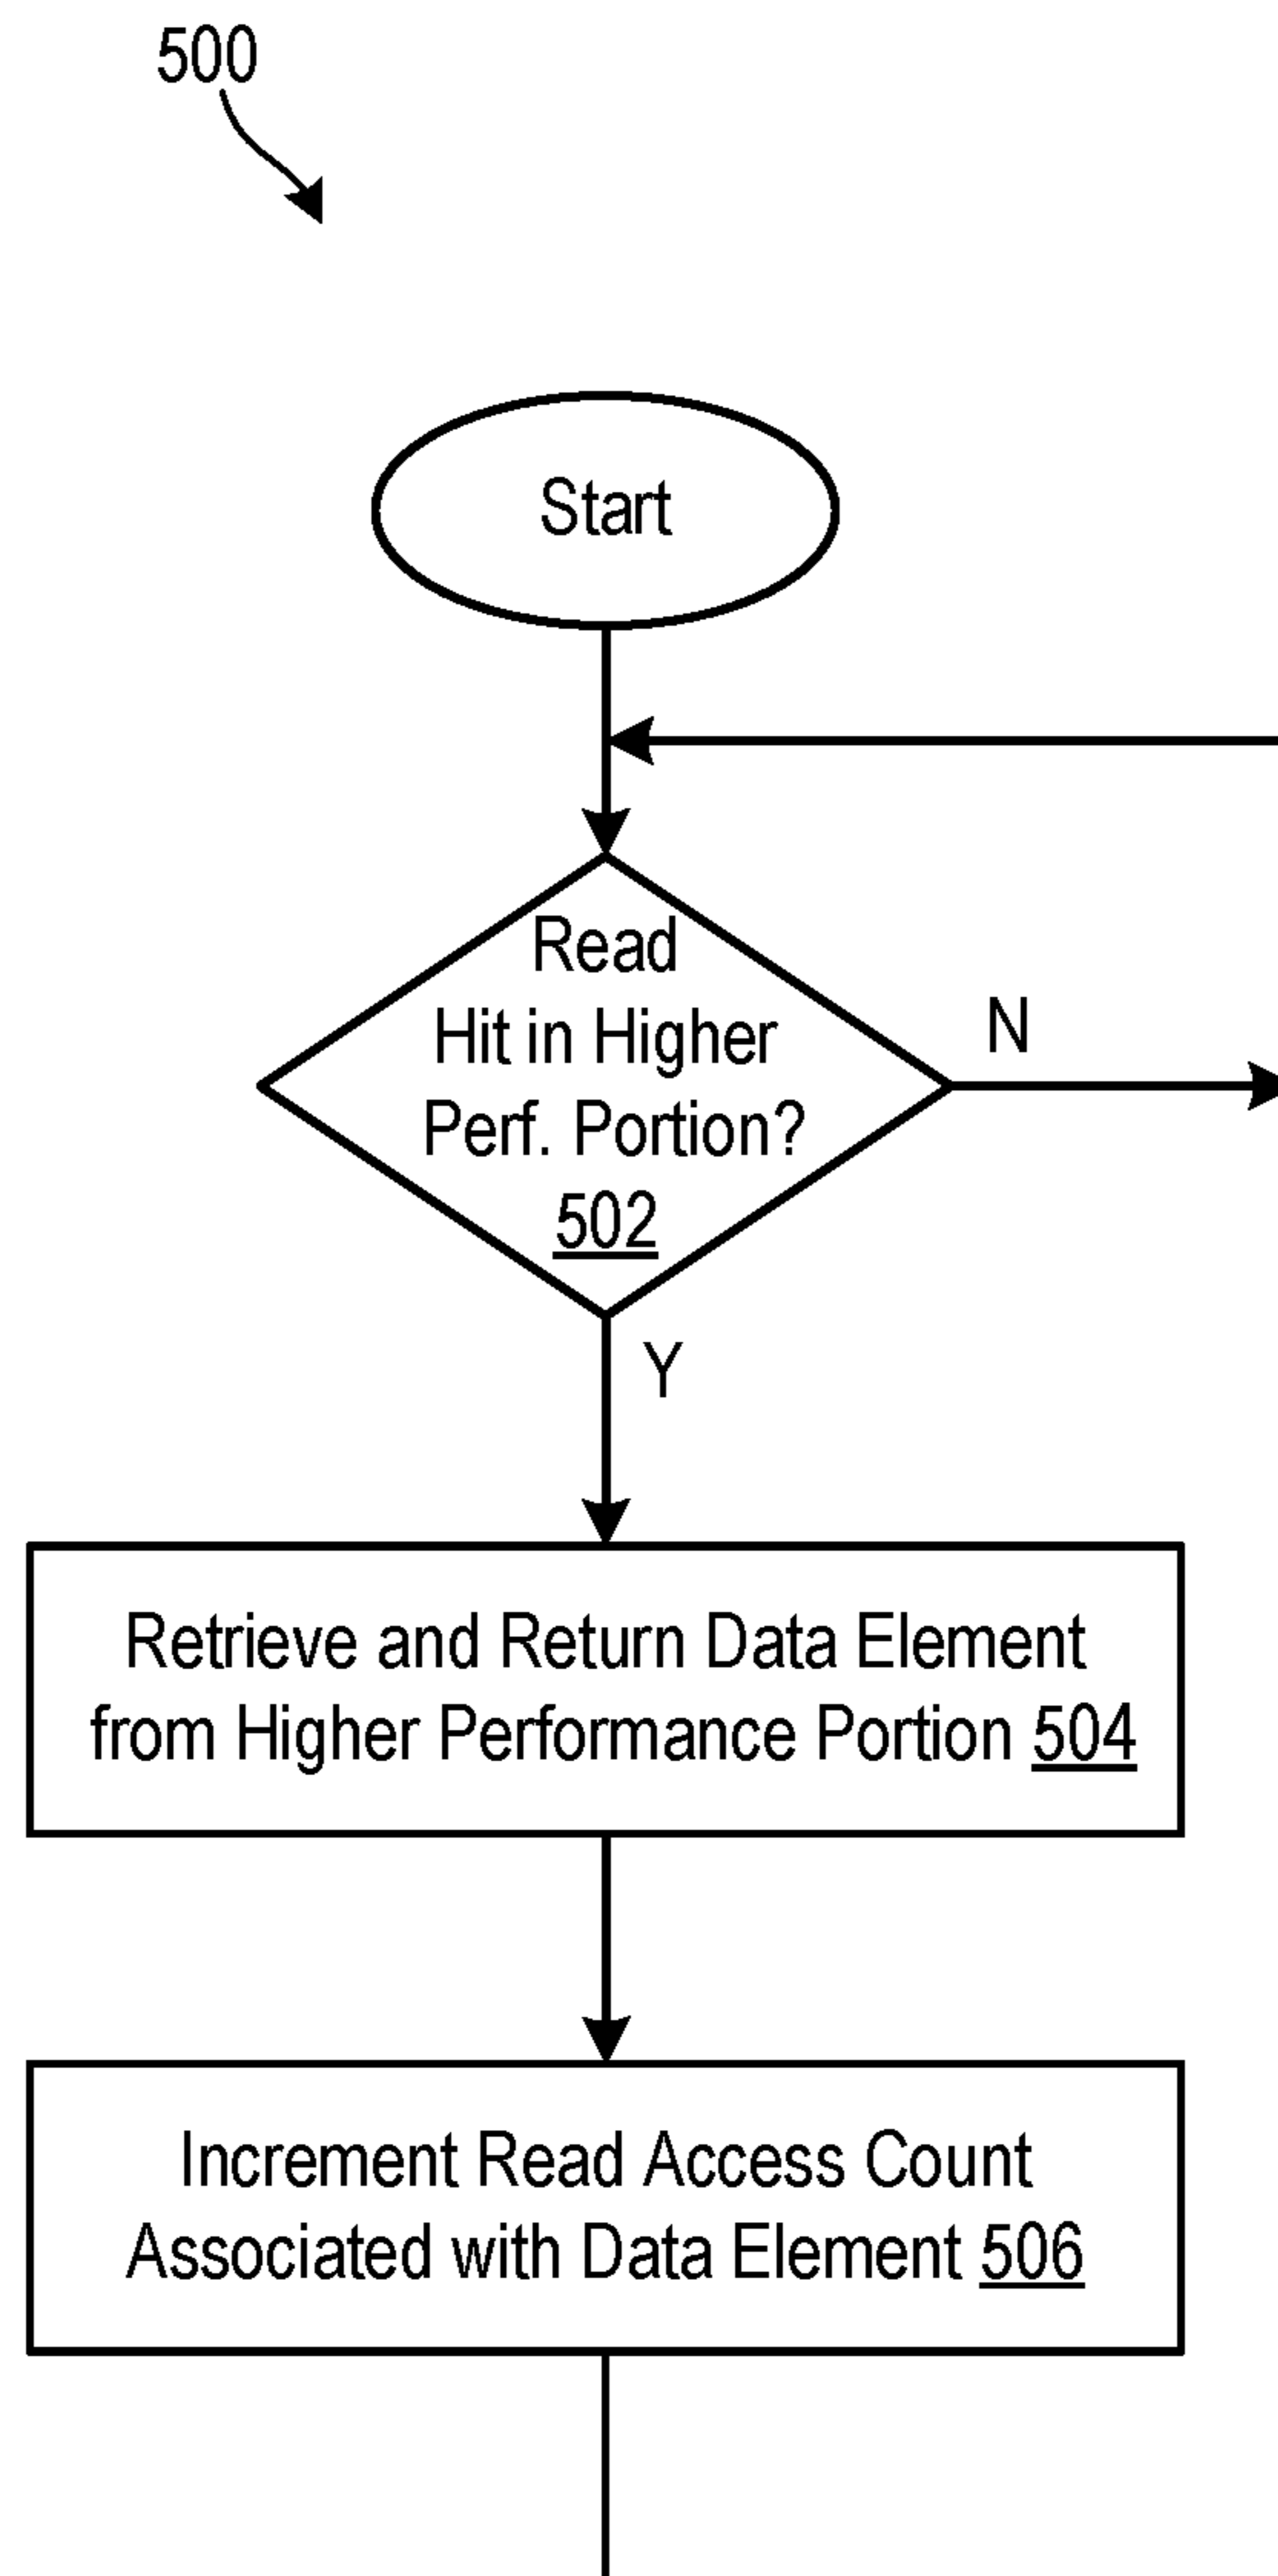 500
Start
Read
Hit in Higher
Perf. Portion?
502
N
Y
Retrieve and Return Data Element
from Higher Performance Portion 504
Increment Read Access Count
Associated with Data Element 506